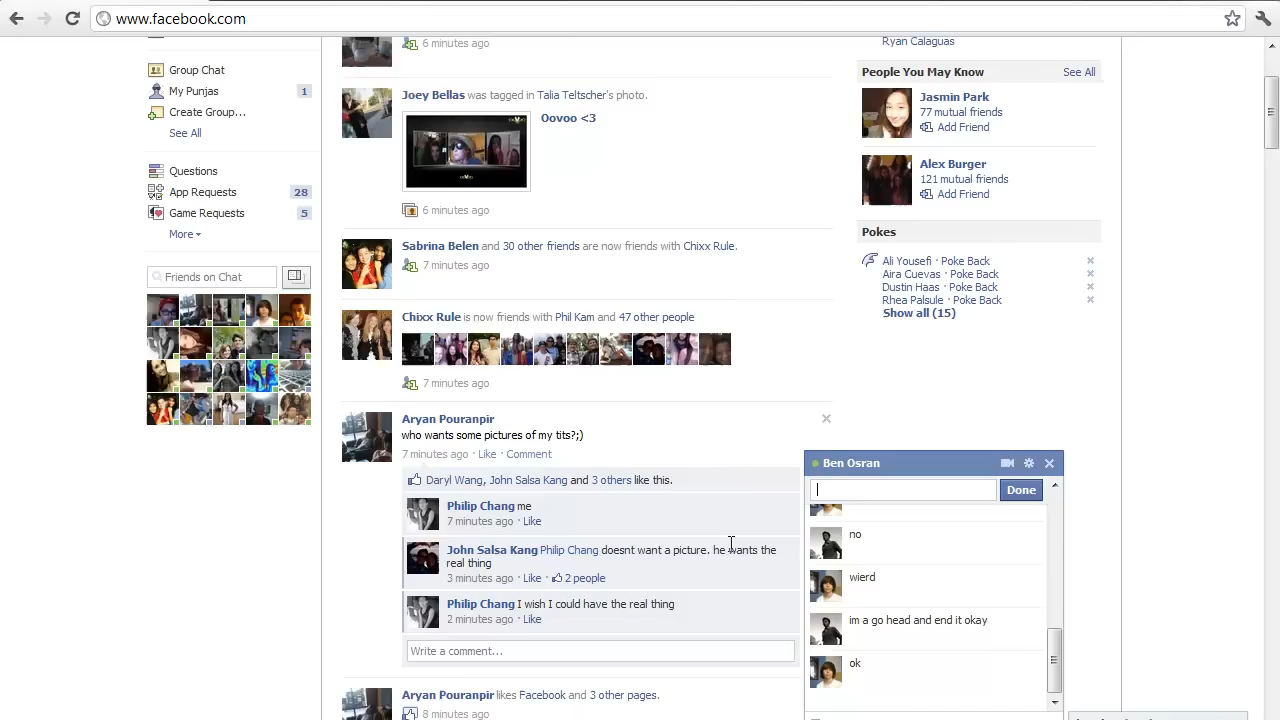 www.facebook.com
6 minutes ago
Ryan Calaguas
Group Chat
My Punjas 1
Create Group...
See All
Questions
App Requests 28
Game Requests 5
More
Friends on Chat
Joey Bellas was tagged in Talia Teltscher's photo.
Oovoo <3
6 minutes ago
Sabrina Belen and 30 other friends are now friends with Chixx Rule.
7 minutes ago
Chixx Rule is now friends with Phil Kam and 47 other people
7 minutes ago
Aryan Pouranpir
who wants some pictures of my tits?;)
7 minutes ago · Like · Comment
Daryl Wang, John Salsa Kang and 3 others like this.
Philip Chang me
7 minutes ago · Like
John Salsa Kang Philip Chang doesnt want a picture. he wants the
real thing
3 minutes ago · Like · 2 people
Philip Chang I wish I could have the real thing
2 minutes ago · Like
Write a comment...
Aryan Pouranpir likes Facebook and 3 other pages.
8 minutes ago
People You May Know See All
Jasmin Park
77 mutual friends
Add Friend
Alex Burger
121 mutual friends
Add Friend
Pokes
Ali Yousefi · Poke Back
Aira Cuevas · Poke Back
Dustin Haas · Poke Back
Rhea Palsule · Poke Back
Show all (15)
Ben Osran
Done
no
wierd
im a go head and end it okay
ok